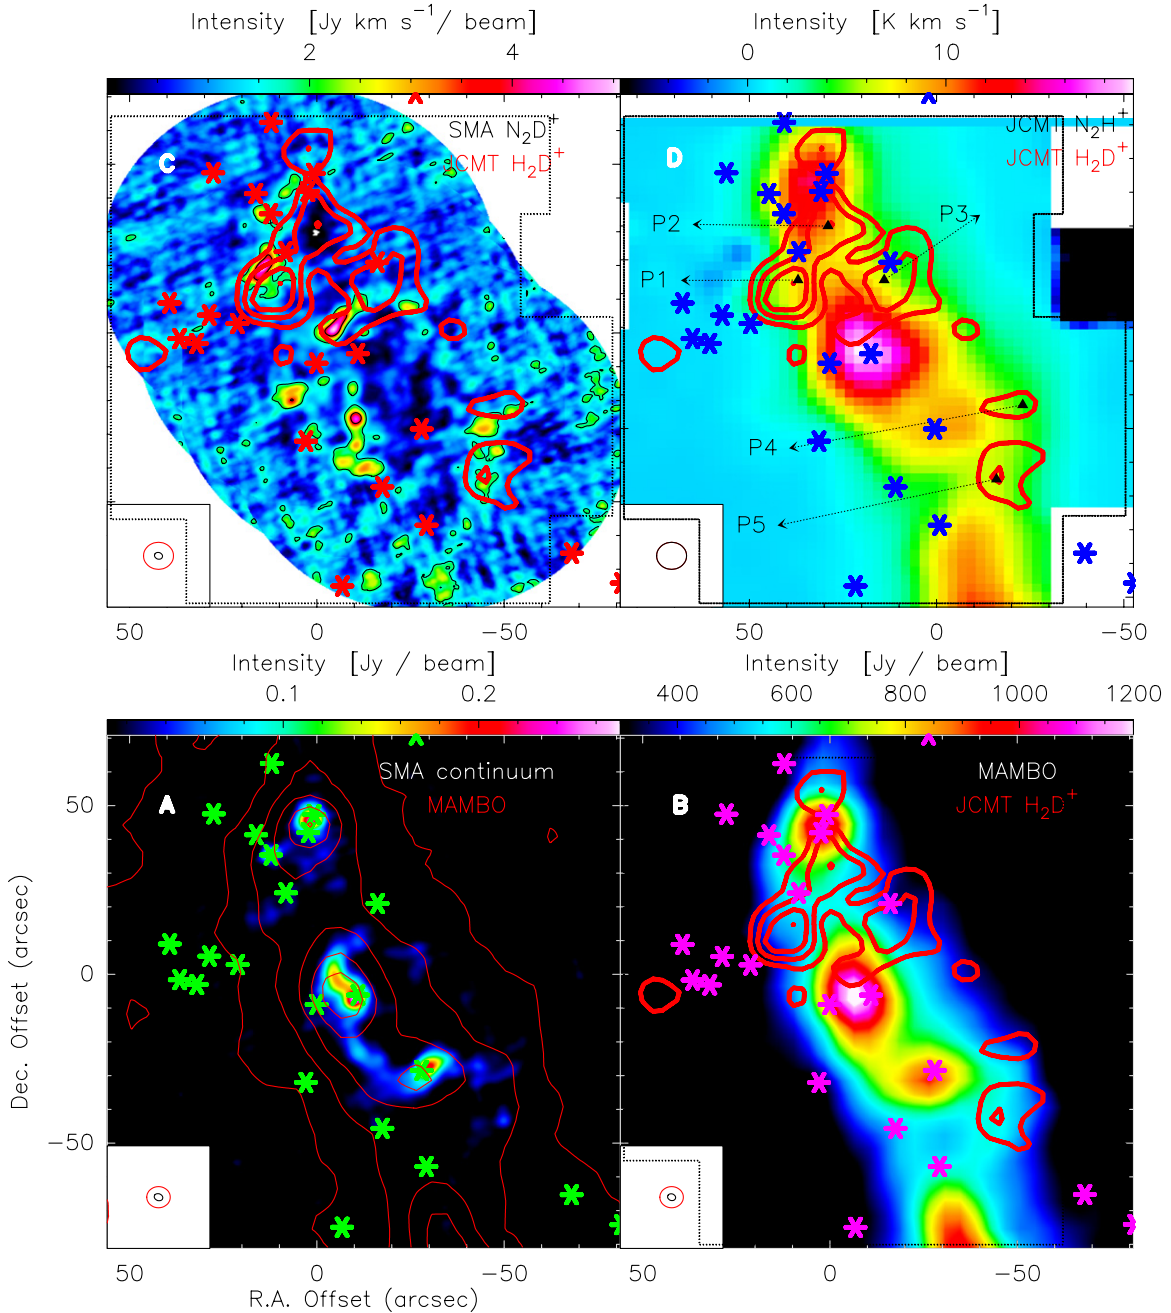 Intensity [Jy km s⁻¹/ beam]
2 4
Intensity [K km s⁻¹]
0 10
C
SMA N₂D⁺
JCMT H₂D⁺
D
JCMT N₂H⁺
JCMT H₂D⁺
P2
P3
P1
P4
P5
50 0 −50
50 0 −50
Intensity [Jy / beam]
0.1 0.2
Intensity [Jy / beam]
400 600 800 1000 1200
A
SMA continuum
MAMBO
B
MAMBO
JCMT H₂D⁺
50
0
−50
Dec. Offset (arcsec)
50 0 −50
50 0 −50
R.A. Offset (arcsec)